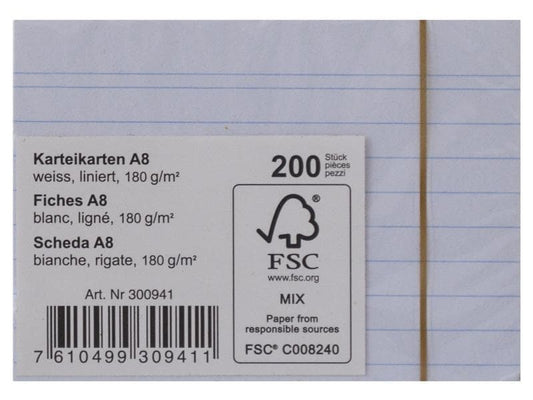 Karteikarten A8
weiss, liniert, 180 g/m²
Fiches A8
blanc, ligné, 180 g/m²
Scheda A8
bianche, rigate, 180 g/m²
Art. Nr 300941
7 610499 309411
200 Stück
pièces
pezzi
®
FSC
www.fsc.org
MIX
Paper from
responsible sources
FSC® C008240